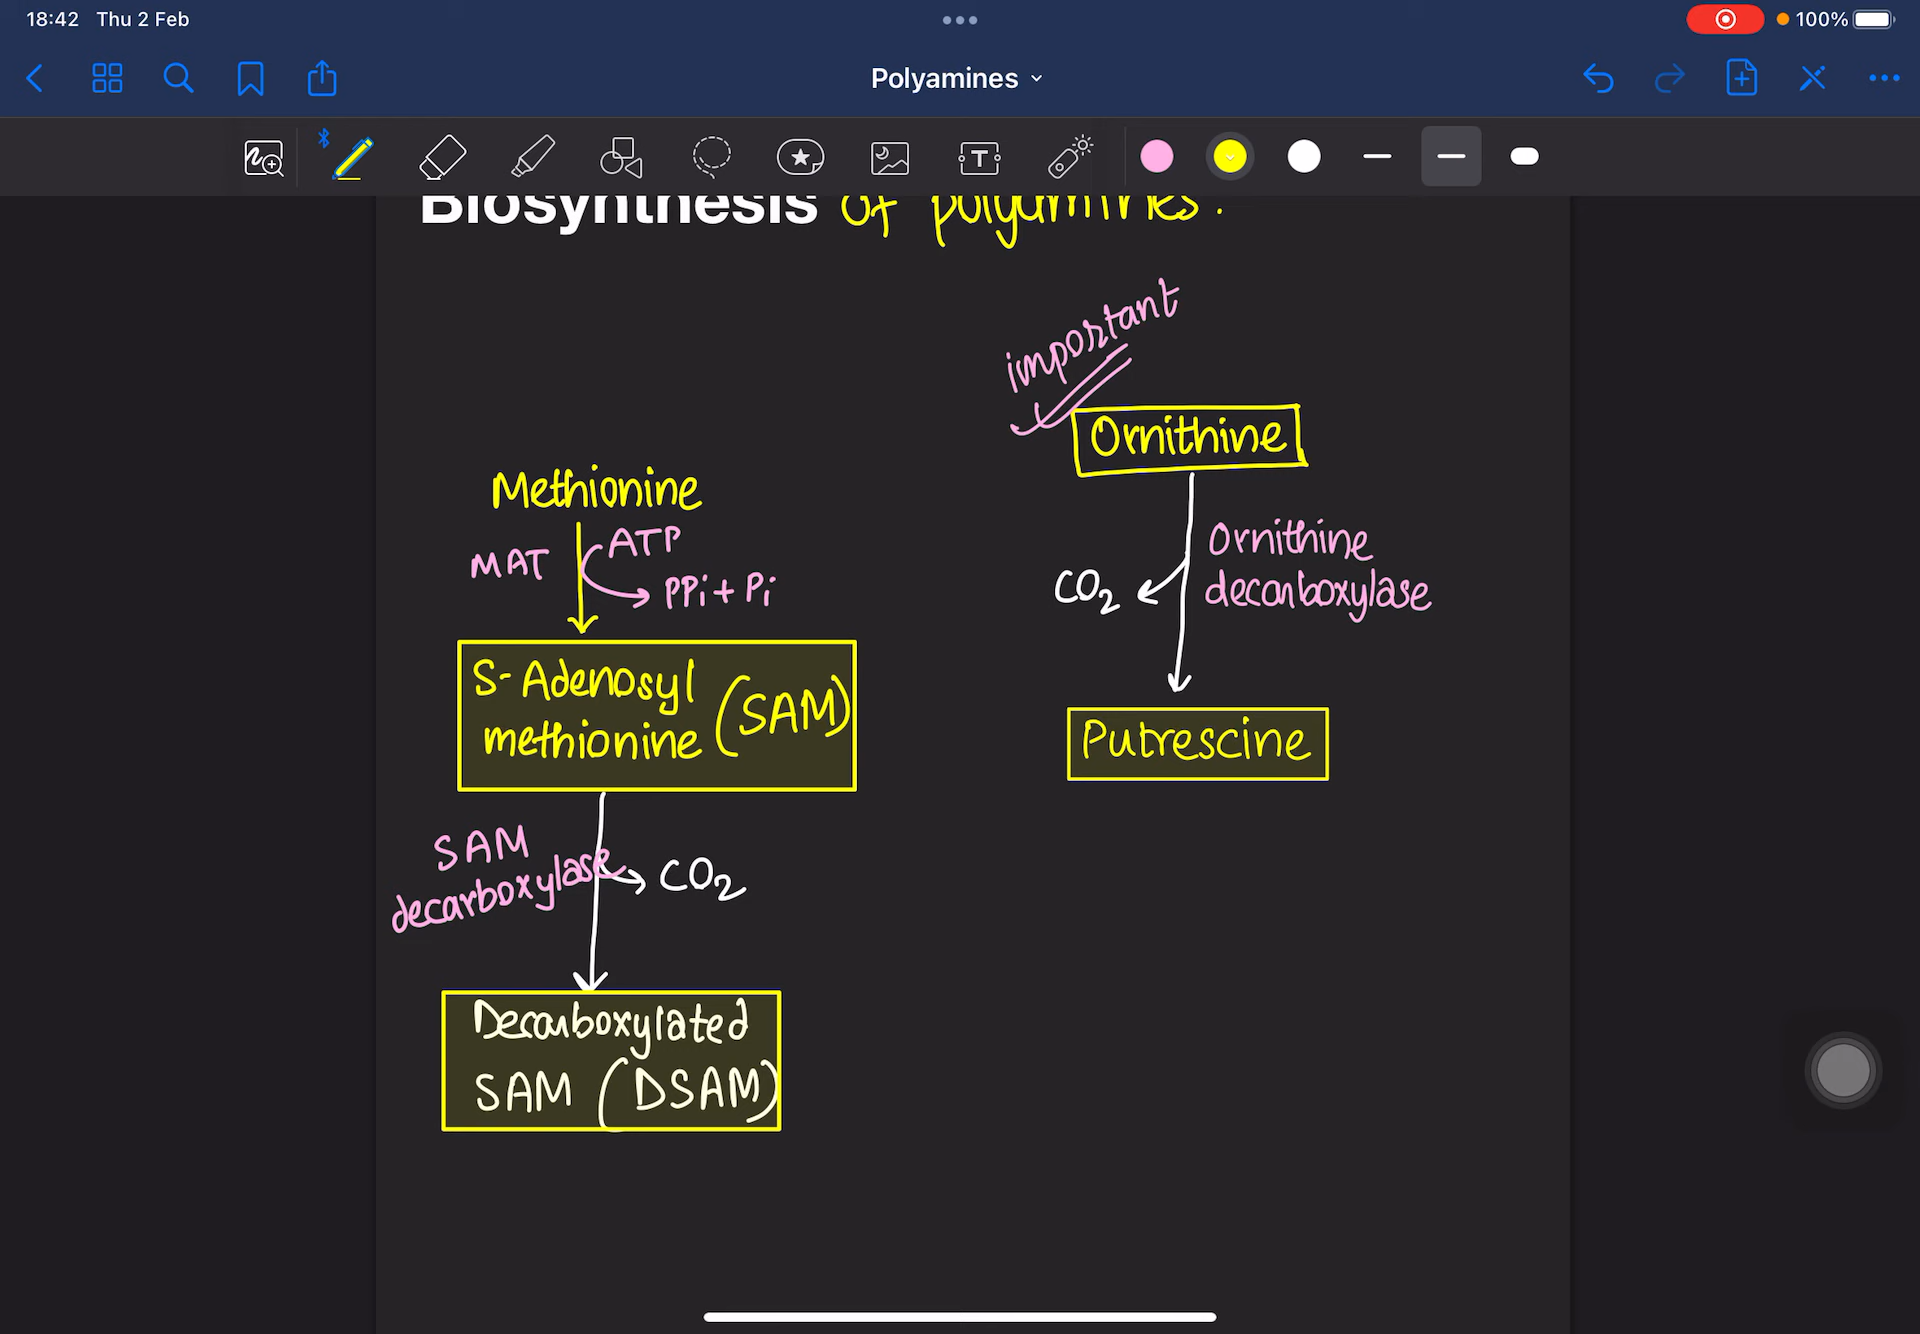 18:42 Thu 2 Feb
100%
Polyamines
Biosynthesis of polyamines:
important
Ornithine
Methionine
MAT
ATP
PPi + Pi
Ornithine
decarboxylase
CO2
S-Adenosyl
methionine (SAM)
Putrescine
SAM
decarboxylase
CO2
Decarboxylated
SAM (DSAM)